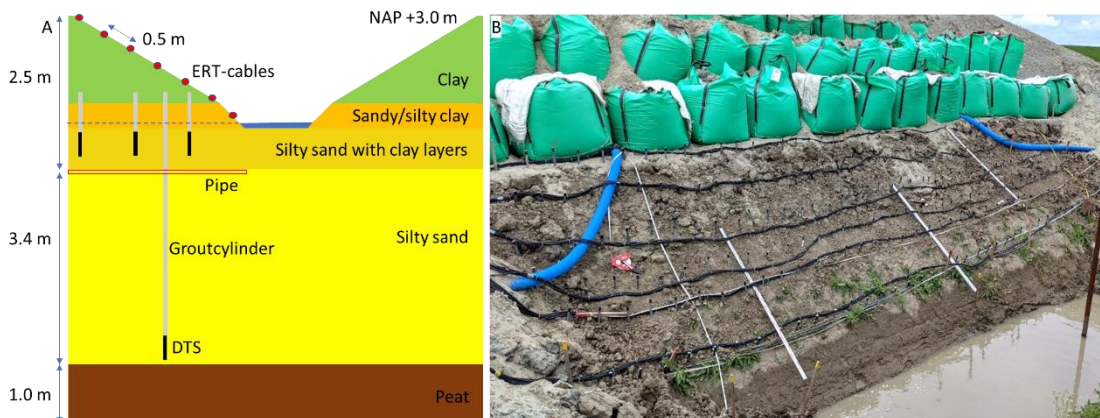 A
NAP +3.0 m
0.5 m
2.5 m
ERT-cables
Clay
Sandy/silty clay
Silty sand with clay layers
Pipe
3.4 m
Silty sand
Groutcylinder
DTS
1.0 m
Peat
B